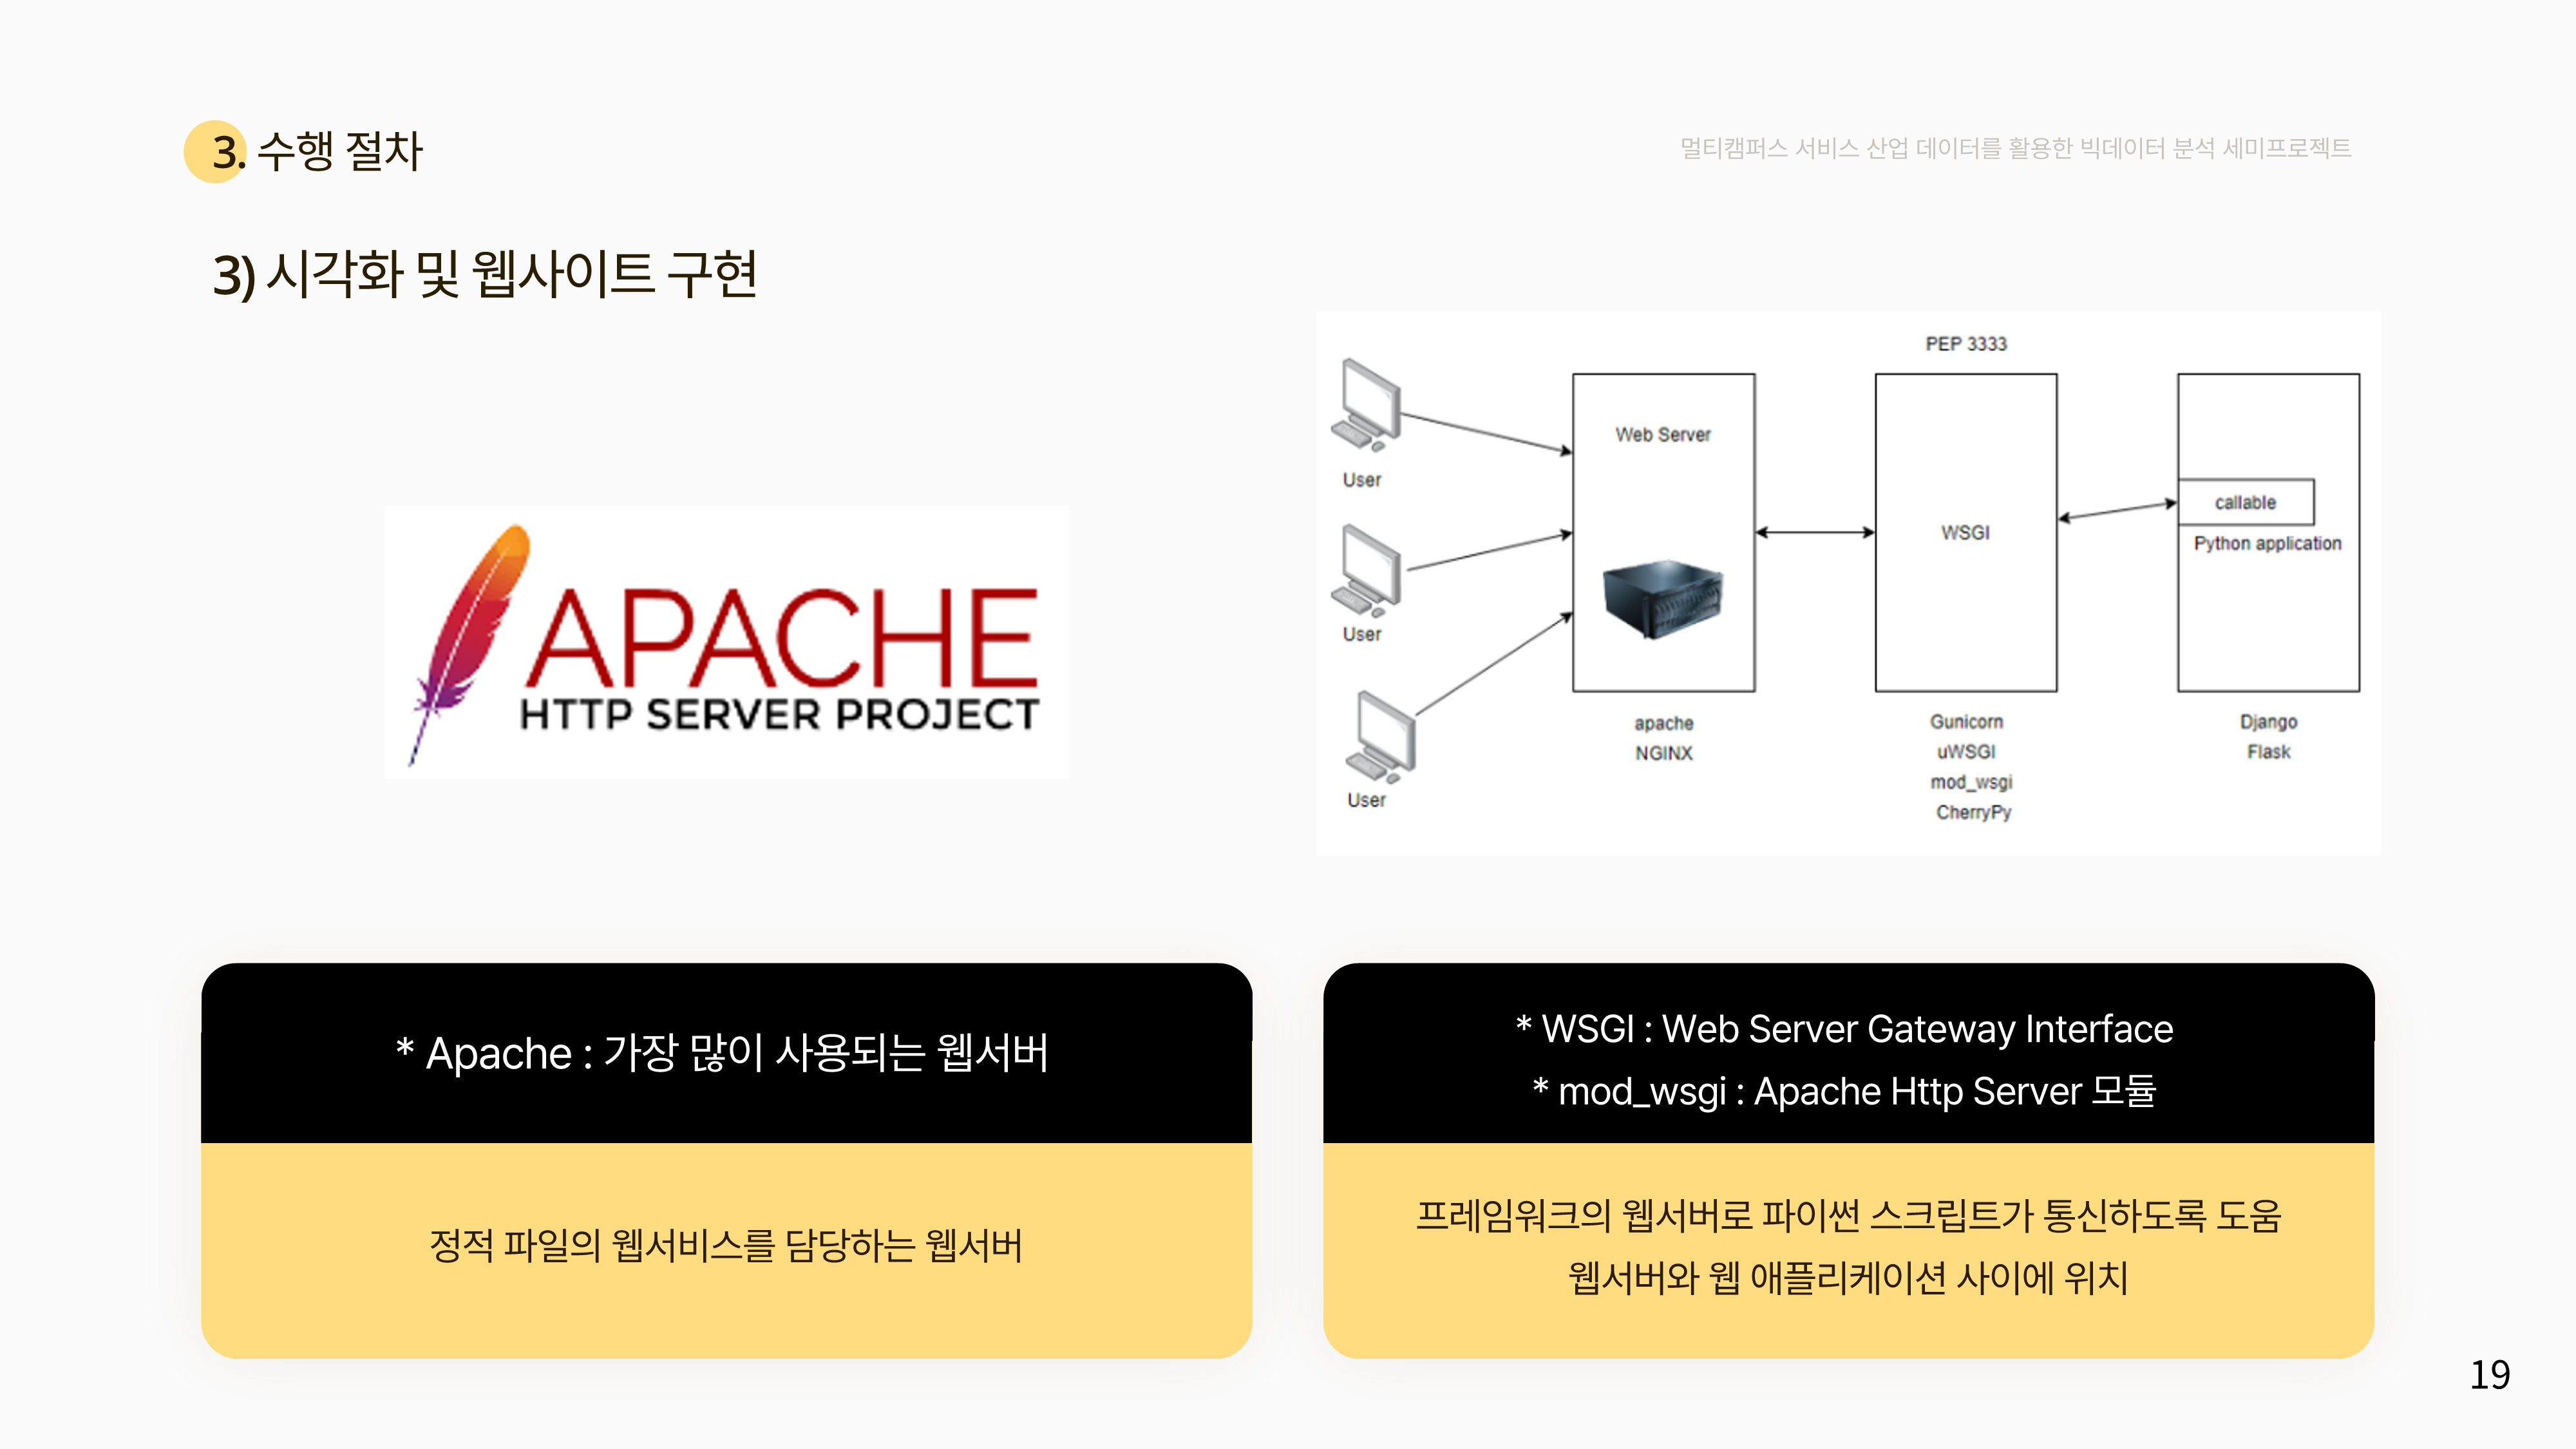 3. 수행 절차
멀티캠퍼스 서비스 산업 데이터를 활용한 빅데이터 분석 세미프로젝트
3) 시각화 및 웹사이트 구현
APACHE
HTTP SERVER PROJECT
PEP 3333
User
User
User
Web Server
apache
NGINX
WSGI
Gunicorn
uWSGI
mod_wsgi
CherryPy
callable
Python application
Django
Flask
* Apache : 가장 많이 사용되는 웹서버
정적 파일의 웹서비스를 담당하는 웹서버
* WSGI : Web Server Gateway Interface
* mod_wsgi : Apache Http Server 모듈
프레임워크의 웹서버로 파이썬 스크립트가 통신하도록 도움
웹서버와 웹 애플리케이션 사이에 위치
19